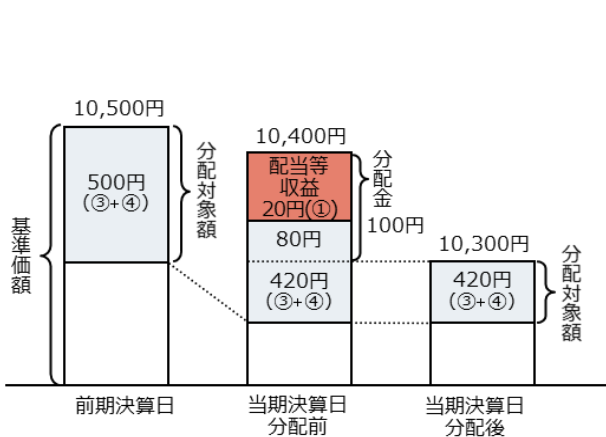 10,500円
500円
(③+④)
分配対象額
基準価額
前期決算日
10,400円
配当等
収益
20円(①)
80円
420円
(③+④)
分配金
100円
当期決算日
分配前
10,300円
420円
(③+④)
分配対象額
当期決算日
分配後